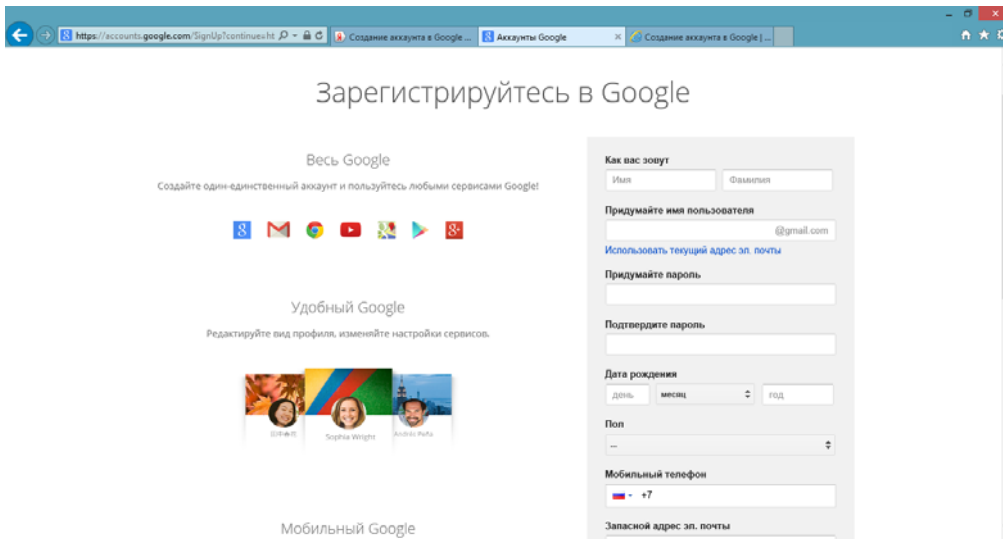 https://accounts.google.com/SignUp?continue=ht
Создание аккаунта в Google ...
Аккаунты Google
Создание аккаунта в Google | ...
Зарегистрируйтесь в Google
Весь Google
Создайте один-единственный аккаунт и пользуйтесь любыми сервисами Google!
Удобный Google
Редактируйте вид профиля, изменяйте настройки сервисов.
Sophia Wright
Andrés Peña
Мобильный Google
Как вас зовут
Имя
Фамилия
Придумайте имя пользователя
@gmail.com
Использовать текущий адрес эл. почты
Придумайте пароль
Подтвердите пароль
Дата рождения
день
месяц
год
Пол
...
Мобильный телефон
+7
Запасной адрес эл. почты